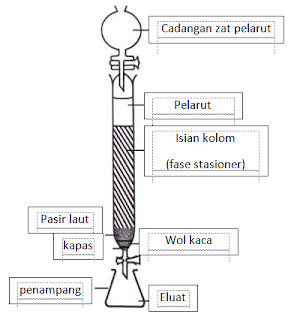 Cadangan zat pelarut
Pelarut
Isian kolom
(fase stasioner)
Pasir laut
kapas
Wol kaca
penampang
Eluat